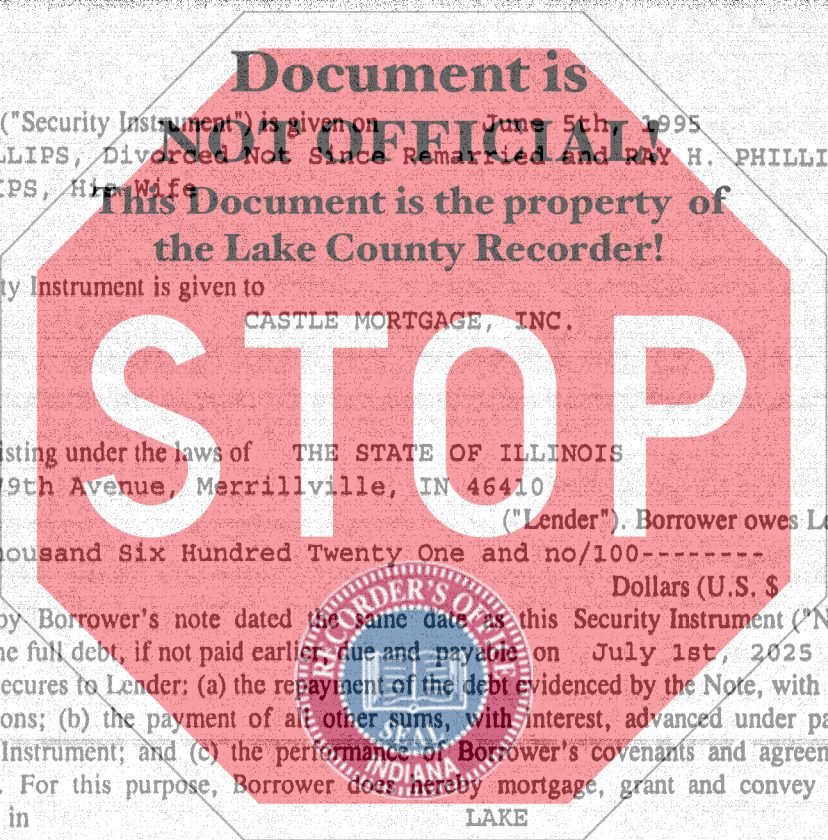 Document is
("Security Instrument") is given on June 5th, 1995
NOT OFFICIAL!
LLIPS, Divorced Not Since Remarried and RAY H. PHILLI
IPS, His Wife
This Document is the property of
the Lake County Recorder!
ty Instrument is given to
CASTLE MORTGAGE, INC.
STOP
isting under the laws of THE STATE OF ILLINOIS
79th Avenue, Merrillville, IN 46410
("Lender"). Borrower owes Le
housand Six Hundred Twenty One and no/100--------
Dollars (U.S. $
by Borrower's note dated the same date as this Security Instrument ("N
he full debt, if not paid earlier, due and payable on July 1st, 2025
ecures to Lender: (a) the repayment of the debt evidenced by the Note, with
ons; (b) the payment of all other sums, with interest, advanced under pa
Instrument; and (c) the performance of Borrower's covenants and agreem
. For this purpose, Borrower does hereby mortgage, grant and convey
in LAKE
RECORDER'S OFFICE
SEAL
INDIANA